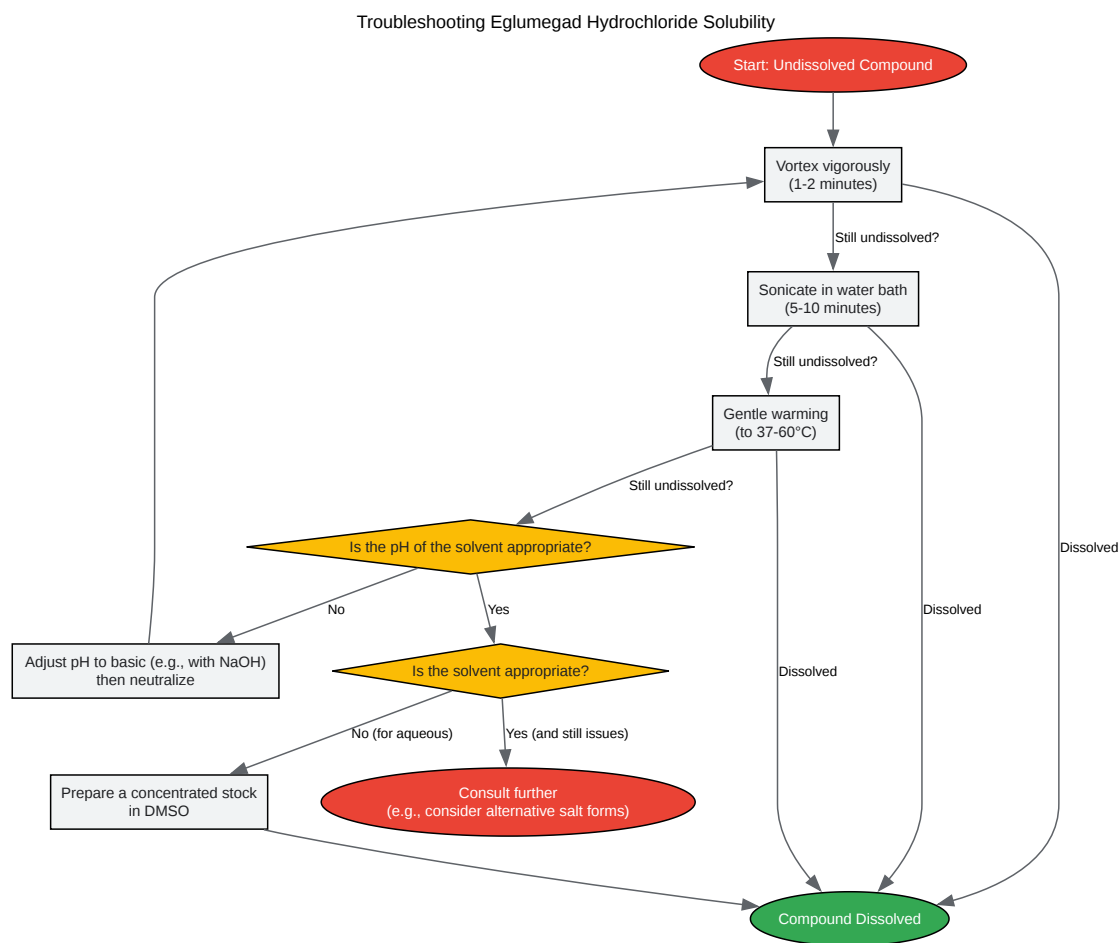 Troubleshooting Eglumegad Hydrochloride Solubility
Start: Undissolved Compound
Vortex vigorously
(1-2 minutes)
Still undissolved?
Sonicate in water bath
(5-10 minutes)
Still undissolved?
Gentle warming
(to 37-60°C)
Still undissolved?
Is the pH of the solvent appropriate?
Dissolved
No
Yes
Dissolved
Adjust pH to basic (e.g., with NaOH)
then neutralize
Is the solvent appropriate?
Dissolved
No (for aqueous)
Yes (and still issues)
Prepare a concentrated stock
in DMSO
Consult further
(e.g., consider alternative salt forms)
Compound Dissolved